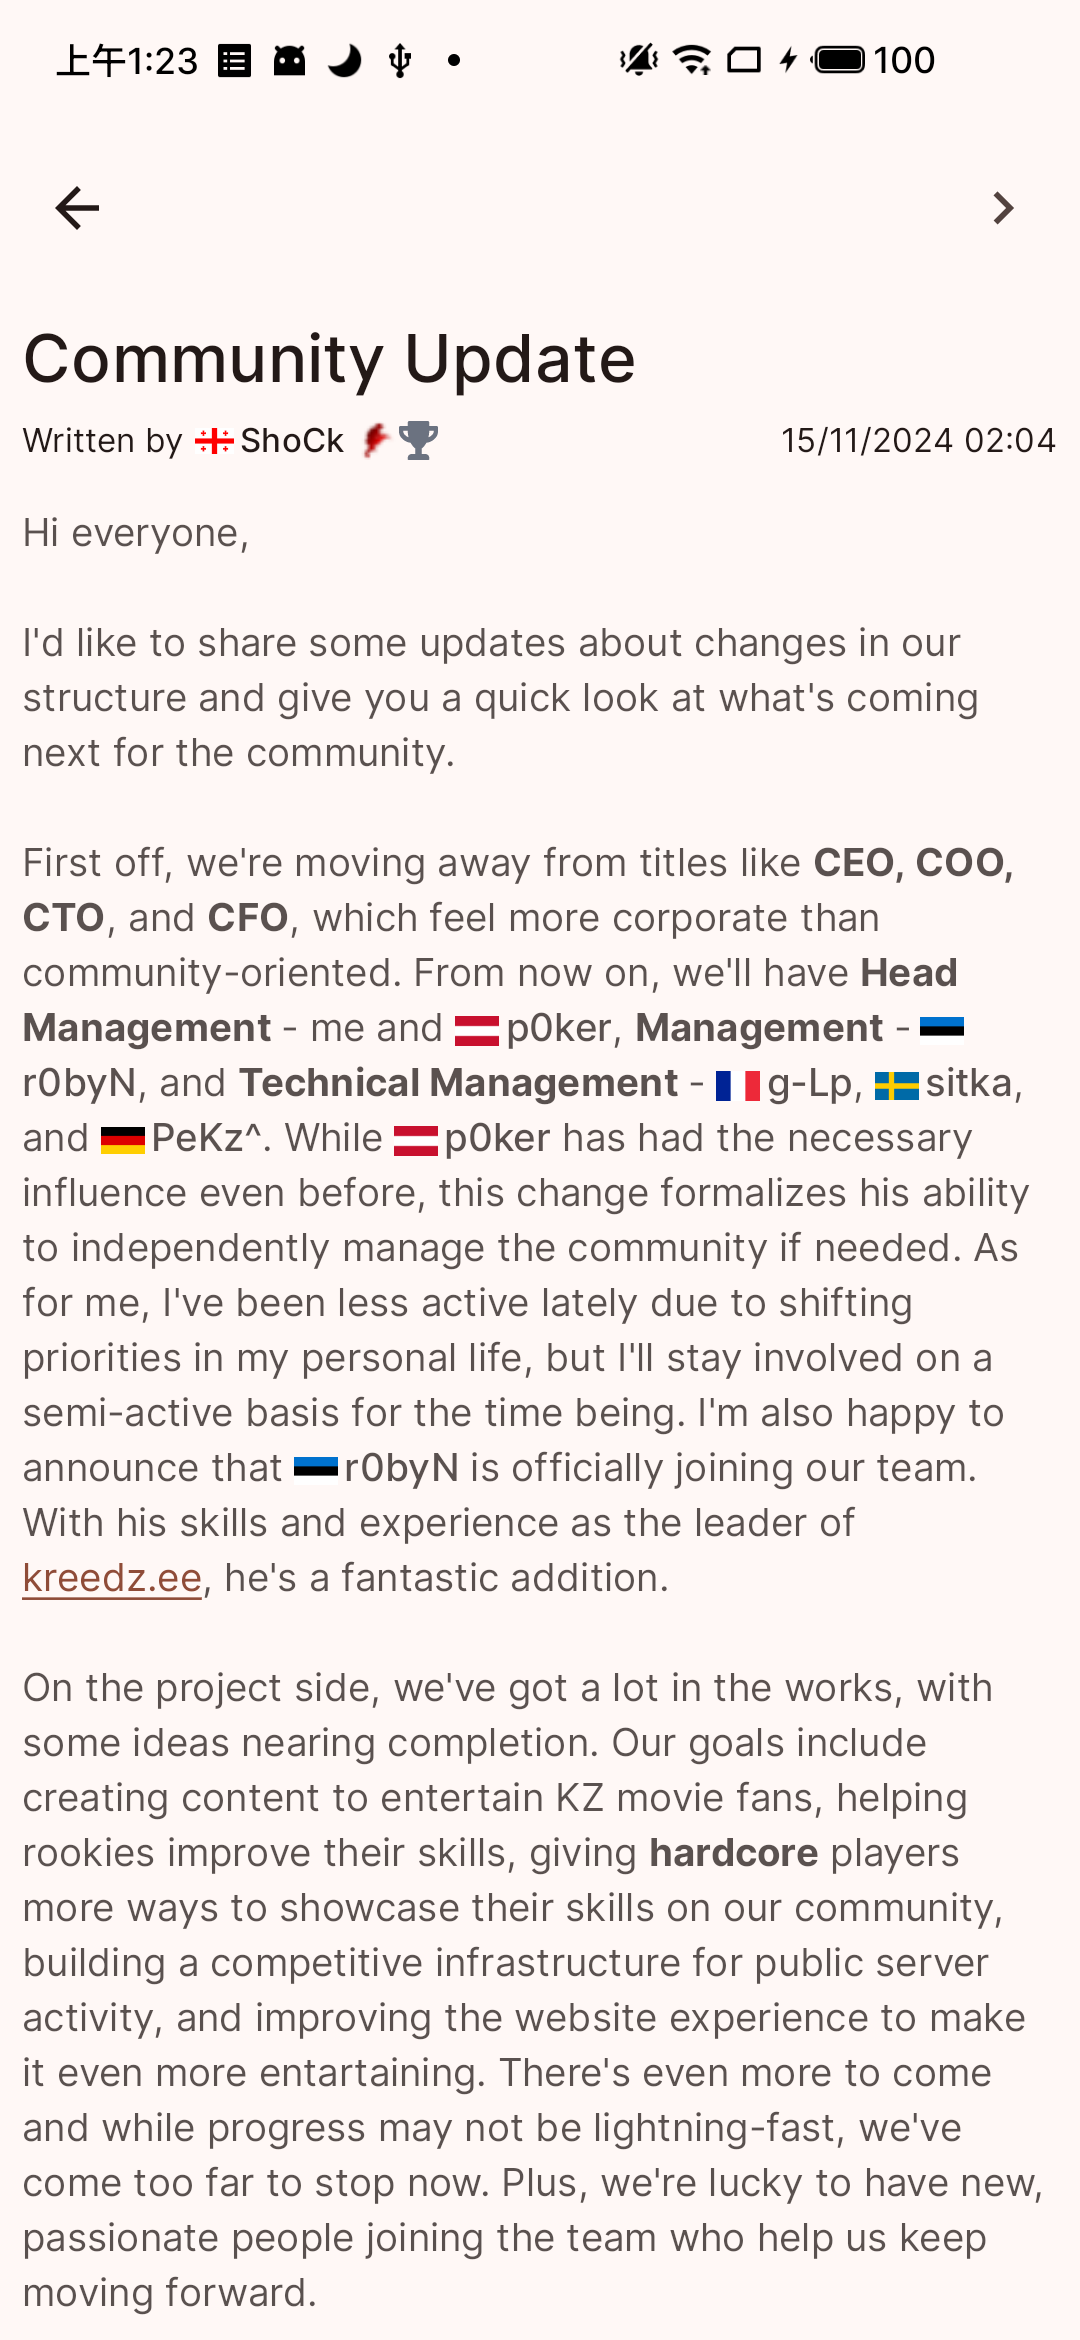 上午1:23
100
Community Update
Written by ShoCk
15/11/2024 02:04
Hi everyone,
I'd like to share some updates about changes in our
structure and give you a quick look at what's coming
next for the community.
First off, we're moving away from titles like CEO, COO,
CTO, and CFO, which feel more corporate than
community-oriented. From now on, we'll have Head
Management - me and p0ker, Management -
r0byN, and Technical Management - g-Lp, sitka,
and PeKz^. While p0ker has had the necessary
influence even before, this change formalizes his ability
to independently manage the community if needed. As
for me, I've been less active lately due to shifting
priorities in my personal life, but I'll stay involved on a
semi-active basis for the time being. I'm also happy to
announce that r0byN is officially joining our team.
With his skills and experience as the leader of
kreedz.ee, he's a fantastic addition.
On the project side, we've got a lot in the works, with
some ideas nearing completion. Our goals include
creating content to entertain KZ movie fans, helping
rookies improve their skills, giving hardcore players
more ways to showcase their skills on our community,
building a competitive infrastructure for public server
activity, and improving the website experience to make
it even more entartaining. There's even more to come
and while progress may not be lightning-fast, we've
come too far to stop now. Plus, we're lucky to have new,
passionate people joining the team who help us keep
moving forward.